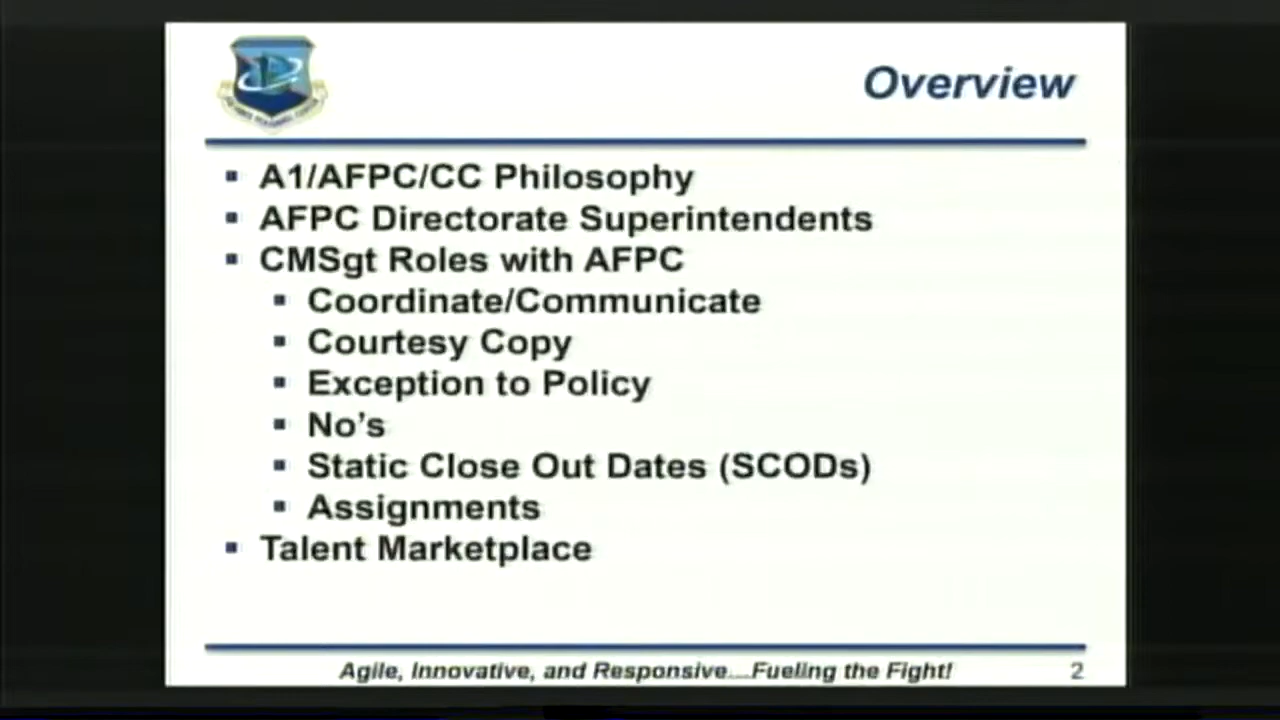 Overview
▪ A1/AFPC/CC Philosophy
▪ AFPC Directorate Superintendents
▪ CMSgt Roles with AFPC
▪ Coordinate/Communicate
▪ Courtesy Copy
▪ Exception to Policy
▪ No's
▪ Static Close Out Dates (SCODs)
▪ Assignments
▪ Talent Marketplace
Agile, Innovative, and Responsive....Fueling the Fight!
2